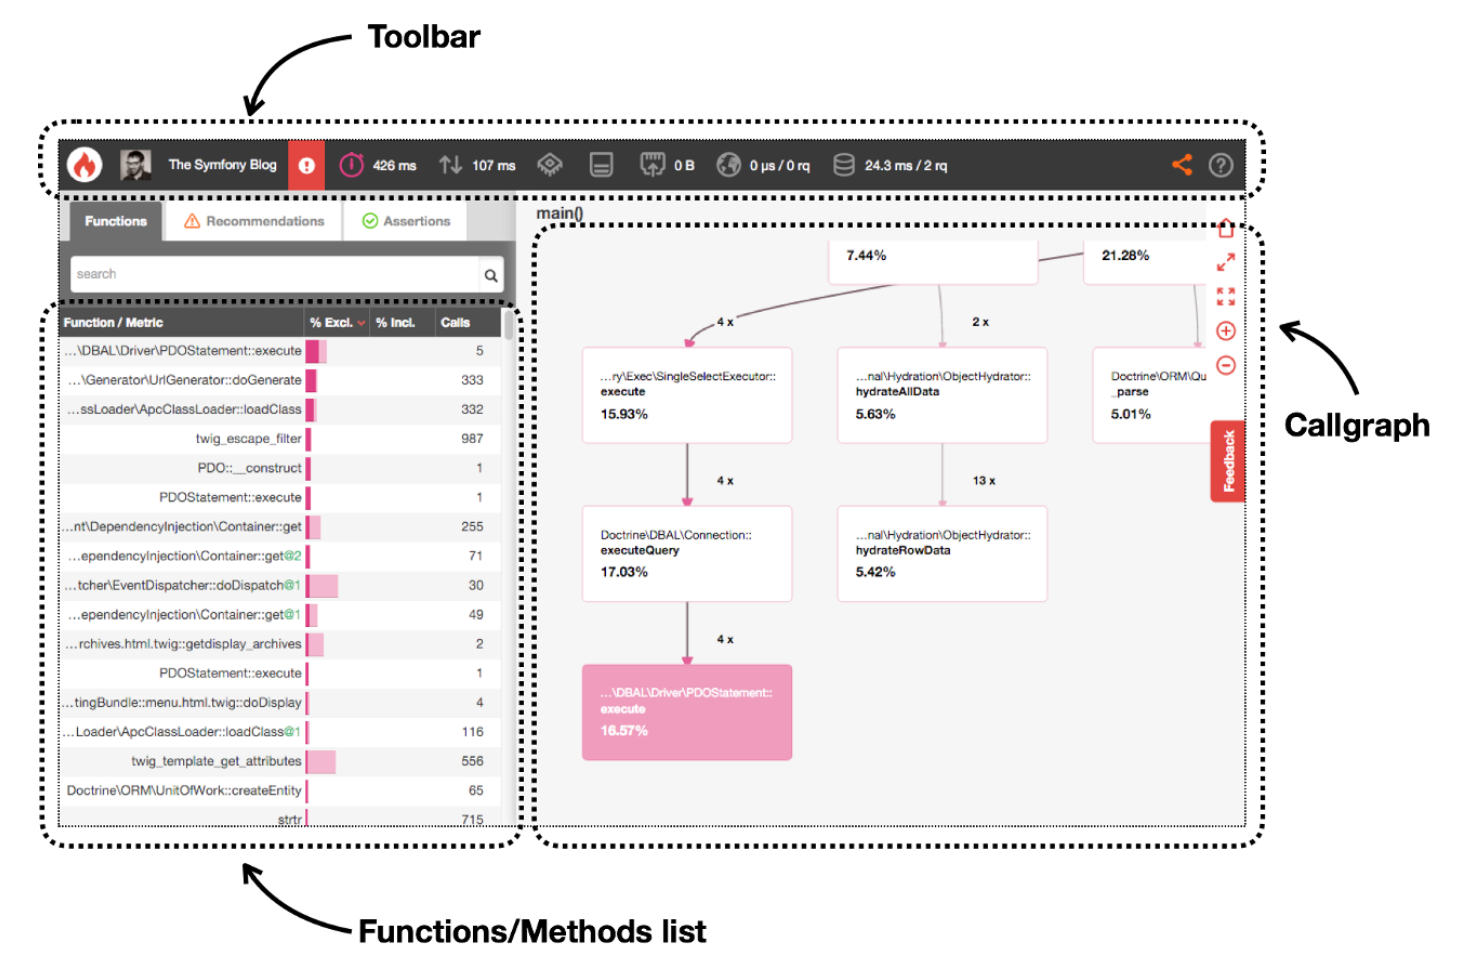 Toolbar
The Symfony Blog 426 ms 107 ms 0 B 0 µs / 0 rq 24.3 ms / 2 rq
Functions Recommendations Assertions
search
Function / Metric % Excl. % Incl. Calls
...\DBAL\Driver\PDOStatement::execute 5
...\Generator\UrlGenerator::doGenerate 333
...ssLoader\ApcClassLoader::loadClass 332
twig_escape_filter 987
PDO::__construct 1
PDOStatement::execute 1
...nt\DependencyInjection\Container::get 255
...ependencyInjection\Container::get@2 71
...tcher\EventDispatcher::doDispatch@1 30
...ependencyInjection\Container::get@1 49
...rchives.html.twig::getdisplay_archives 2
PDOStatement::execute 1
...tingBundle::menu.html.twig::doDisplay 4
...Loader\ApcClassLoader::loadClass@1 116
twig_template_get_attributes 556
Doctrine\ORM\UnitOfWork::createEntity 65
strtr 715
main()
7.44%
21.28%
4 x
2 x
...ry\Exec\SingleSelectExecutor::
execute
15.93%
...nal\Hydration\ObjectHydrator::
hydrateAllData
5.63%
Doctrine\ORM\Qu
_parse
5.01%
4 x
13 x
Doctrine\DBAL\Connection::
executeQuery
17.03%
...nal\Hydration\ObjectHydrator::
hydrateRowData
5.42%
4 x
...\DBAL\Driver\PDOStatement::
execute
16.57%
Feedback
Callgraph
Functions/Methods list